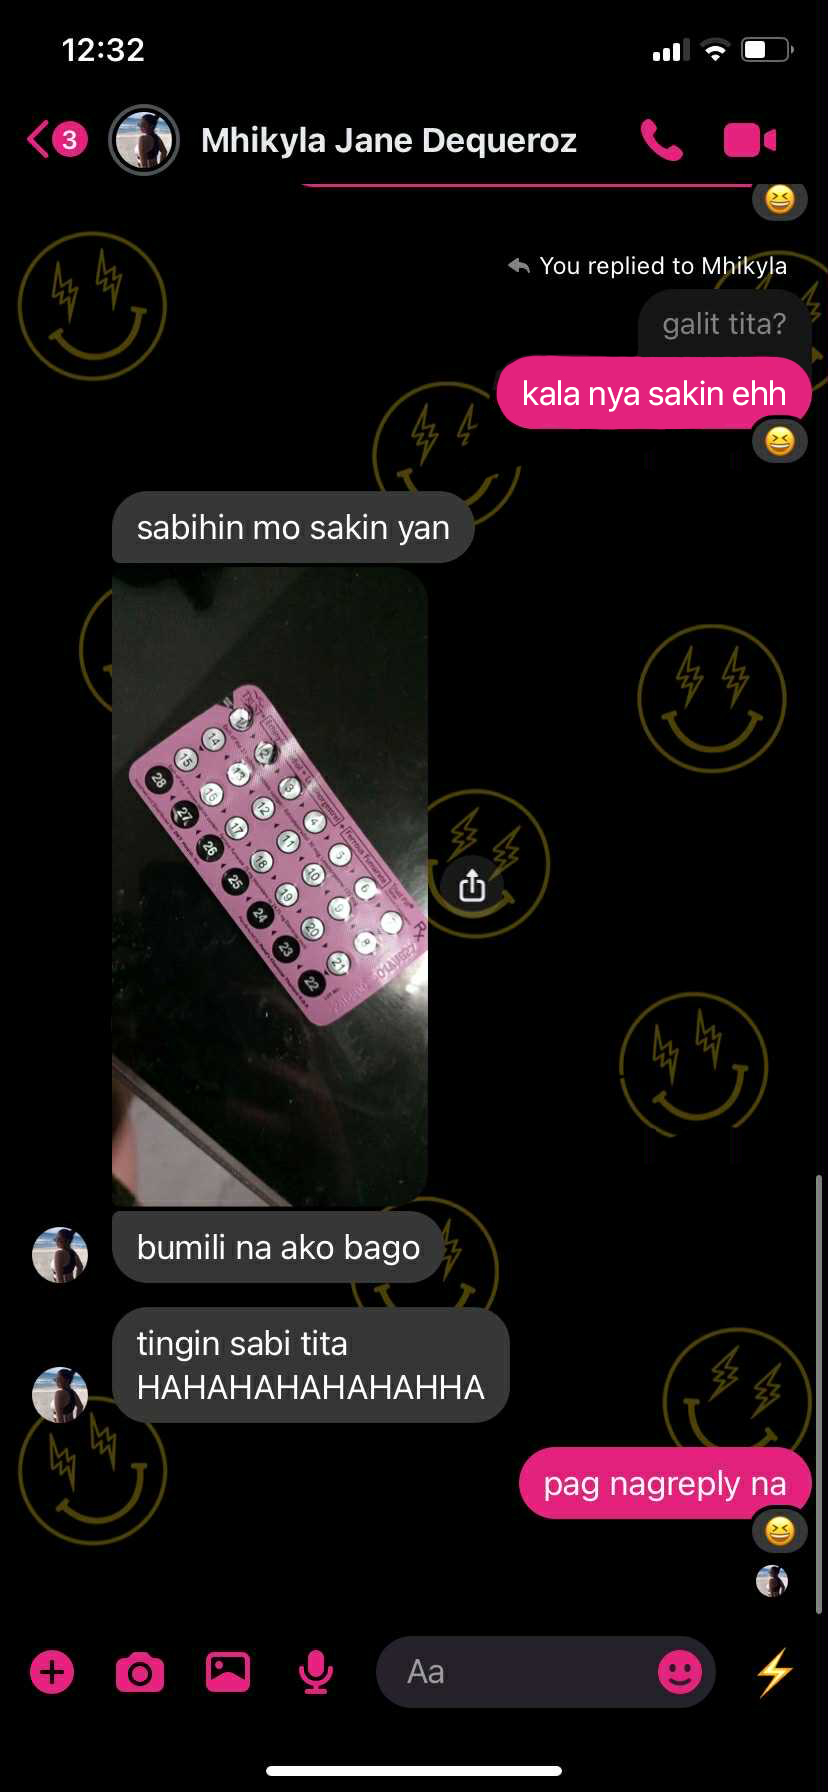 12:32
3
Mhikyla Jane Dequeroz
You replied to Mhikyla
galit tita?
kala nya sakin ehh
sabihin mo sakin yan
28 15 14
27 16 13
26 17 12 3
25 18 11 4
24 19 10 5
23 20 9 6
22 21 8
Rx
bumili na ako bago
tingin sabi tita
HAHAHAHAHAHAHHA
pag nagreply na
Aa